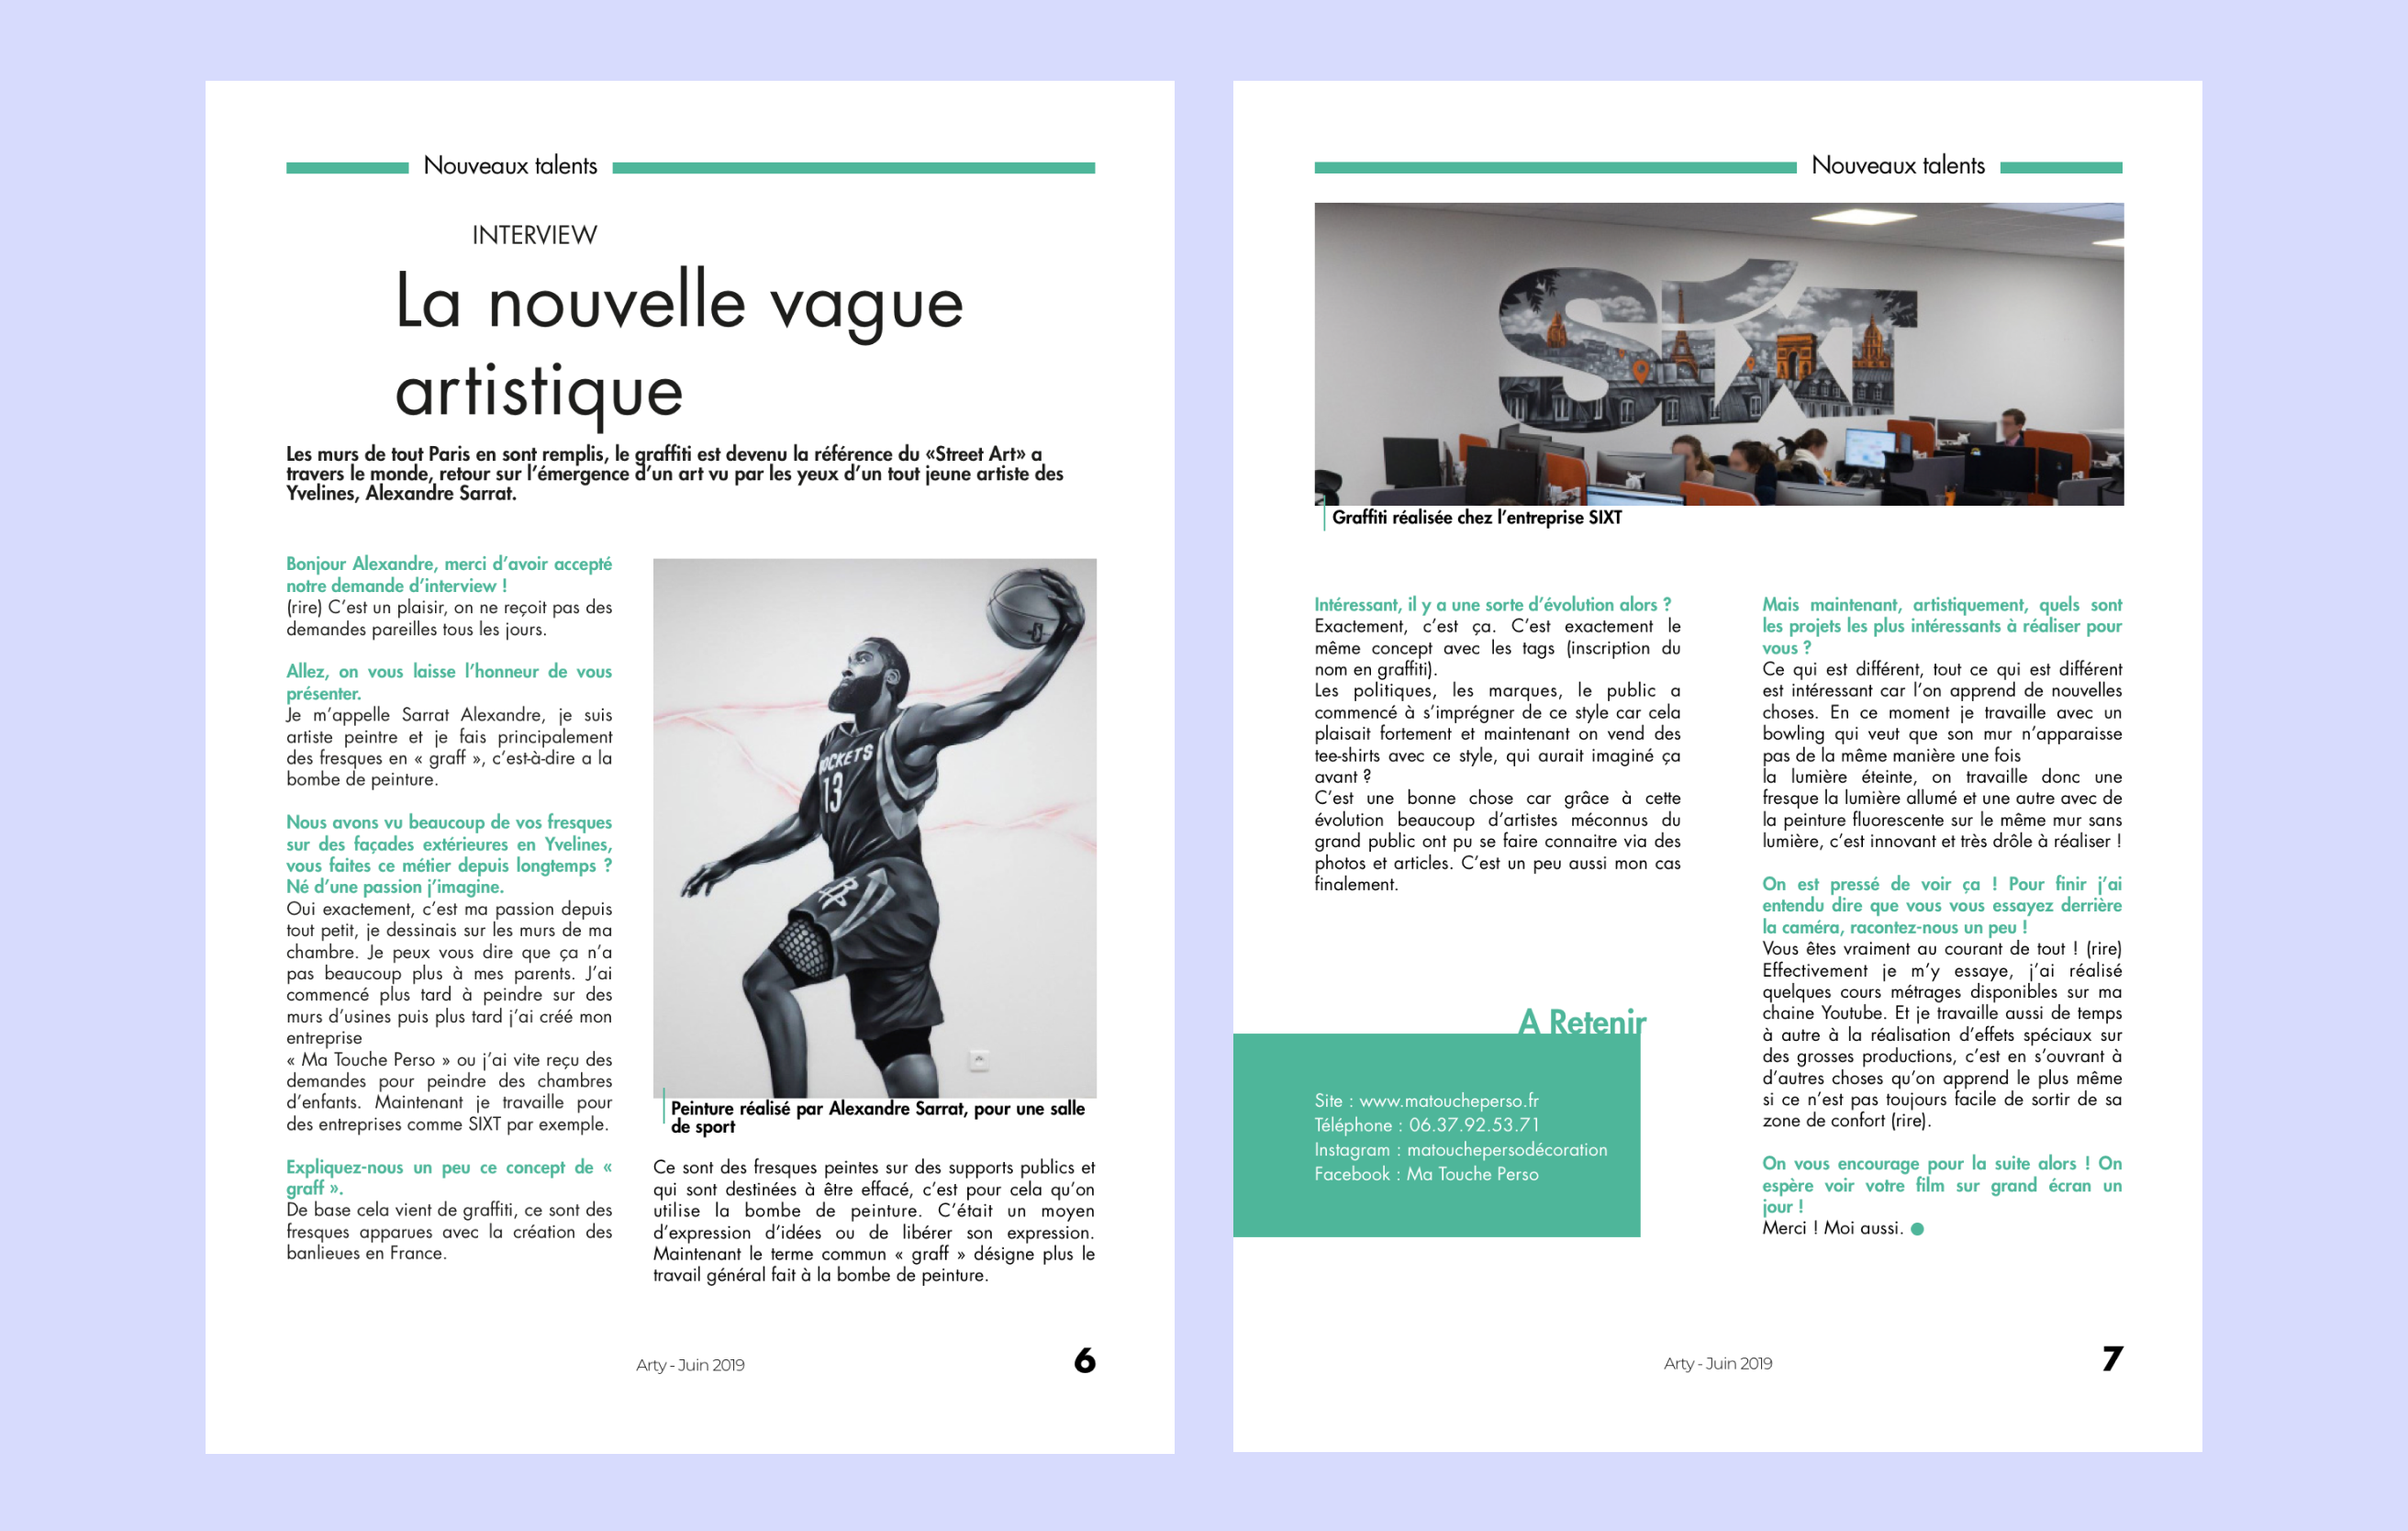 Nouveaux talents
INTERVIEW
La nouvelle vague
artistique
Les murs de tout Paris en sont remplis, le graffiti est devenu la référence du «Street Art» a
travers le monde, retour sur l'émergence d'un art vu par les yeux d'un tout jeune artiste des
Yvelines, Alexandre Sarrat.
Bonjour Alexandre, merci d'avoir accepté
notre demande d'interview !
(rire) C'est un plaisir, on ne reçoit pas des
demandes pareilles tous les jours.
Allez, on vous laisse l'honneur de vous
présenter.
Je m'appelle Sarrat Alexandre, je suis
artiste peintre et je fais principalement
des fresques en « graff », c'est-à-dire a la
bombe de peinture.
Nous avons vu beaucoup de vos fresques
sur des façades extérieures en Yvelines,
vous faites ce métier depuis longtemps ?
Né d'une passion j'imagine.
Oui exactement, c'est ma passion depuis
tout petit, je dessinais sur les murs de ma
chambre. Je peux vous dire que ça n'a
pas beaucoup plus à mes parents. J'ai
commencé plus tard à peindre sur des
murs d'usines puis plus tard j'ai créé mon
entreprise
« Ma Touche Perso » ou j'ai vite reçu des
demandes pour peindre des chambres
d'enfants. Maintenant je travaille pour
des entreprises comme SIXT par exemple.
Expliquez-nous un peu ce concept de «
graff ».
De base cela vient de graffiti, ce sont des
fresques apparues avec la création des
banlieues en France.
ROCKETS
13
Peinture réalisé par Alexandre Sarrat, pour une salle
de sport
Ce sont des fresques peintes sur des supports publics et
qui sont destinées à être effacé, c'est pour cela qu'on
utilise la bombe de peinture. C'était un moyen
d'expression d'idées ou de libérer son expression.
Maintenant le terme commun « graff » désigne plus le
travail général fait à la bombe de peinture.
Arty - Juin 2019
6
Nouveaux talents
Sixt
Graffiti réalisée chez l'entreprise SIXT
Intéressant, il y a une sorte d'évolution alors ?
Exactement, c'est ça. C'est exactement le
même concept avec les tags (inscription du
nom en graffiti).
Les politiques, les marques, le public a
commencé à s'imprégner de ce style car cela
plaisait fortement et maintenant on vend des
tee-shirts avec ce style, qui aurait imaginé ça
avant ?
C'est une bonne chose car grâce à cette
évolution beaucoup d'artistes méconnus du
grand public ont pu se faire connaitre via des
photos et articles. C'est un peu aussi mon cas
finalement.
A Retenir
Site : www.matoucheperso.fr
Téléphone : 06.37.92.53.71
Instagram : matouchepersodécoration
Facebook : Ma Touche Perso
Mais maintenant, artistiquement, quels sont
les projets les plus intéressants à réaliser pour
vous ?
Ce qui est différent, tout ce qui est différent
est intéressant car l'on apprend de nouvelles
choses. En ce moment je travaille avec un
bowling qui veut que son mur n'apparaisse
pas de la même manière une fois
la lumière éteinte, on travaille donc une
fresque la lumière allumé et une autre avec de
la peinture fluorescente sur le même mur sans
lumière, c'est innovant et très drôle à réaliser !
On est pressé de voir ça ! Pour finir j'ai
entendu dire que vous vous essayez derrière
la caméra, racontez-nous un peu !
Vous êtes vraiment au courant de tout ! (rire)
Effectivement je m'y essaye, j'ai réalisé
quelques cours métrages disponibles sur ma
chaine Youtube. Et je travaille aussi de temps
à autre à la réalisation d'effets spéciaux sur
des grosses productions, c'est en s'ouvrant à
d'autres choses qu'on apprend le plus même
si ce n'est pas toujours facile de sortir de sa
zone de confort (rire).
On vous encourage pour la suite alors ! On
espère voir votre film sur grand écran un
jour !
Merci ! Moi aussi.
Arty - Juin 2019
7